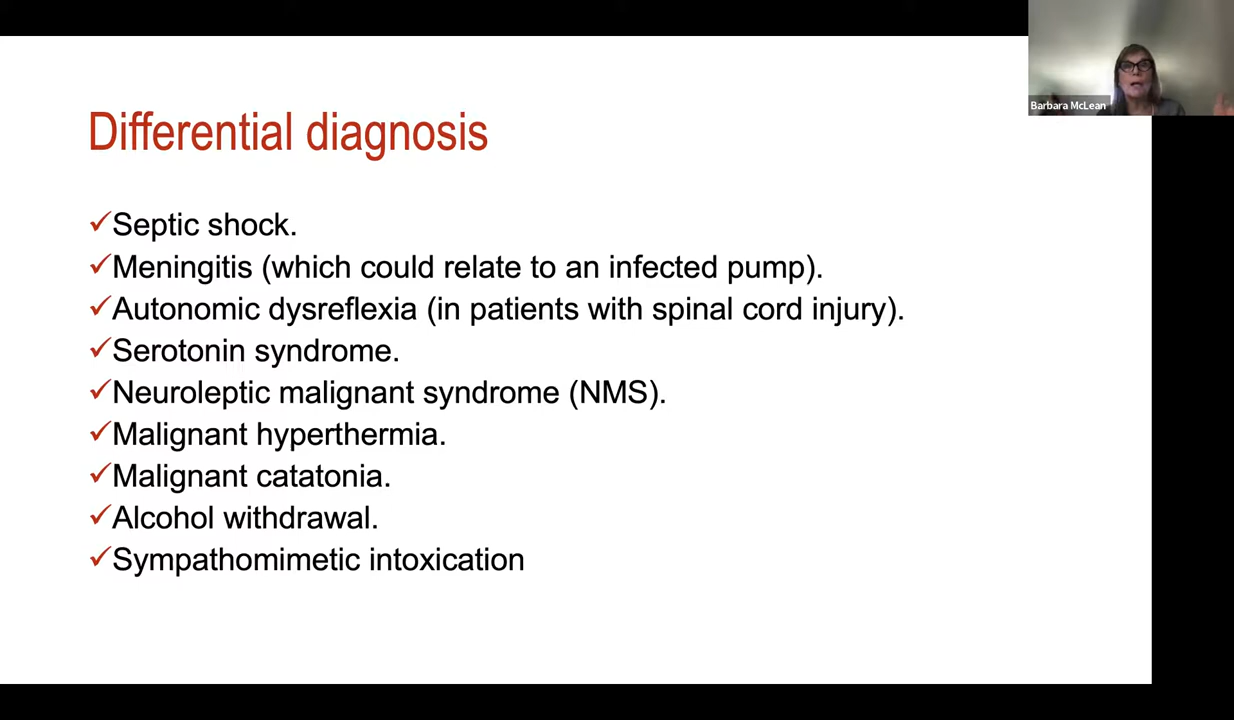 Barbara McLean
Differential diagnosis
✓Septic shock.
✓Meningitis (which could relate to an infected pump).
✓Autonomic dysreflexia (in patients with spinal cord injury).
✓Serotonin syndrome.
✓Neuroleptic malignant syndrome (NMS).
✓Malignant hyperthermia.
✓Malignant catatonia.
✓Alcohol withdrawal.
✓Sympathomimetic intoxication